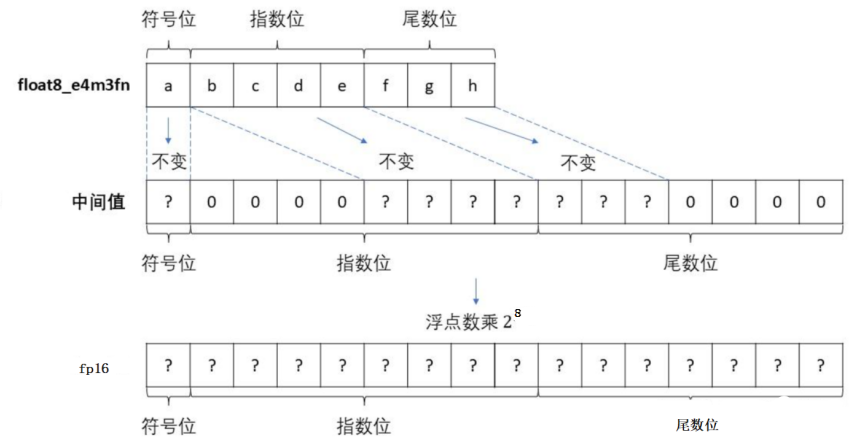 符号位 指数位 尾数位
float8_e4m3fn a b c d e f g h
不变 不变 不变
中间值 ? 0 0 0 0 ? ? ? ? ? ? ? 0 0 0 0
符号位 指数位 尾数位
浮点数乘 2⁸
fp16 ? ? ? ? ? ? ? ? ? ? ? ? ? ? ? ?
符号位 指数位 尾数位